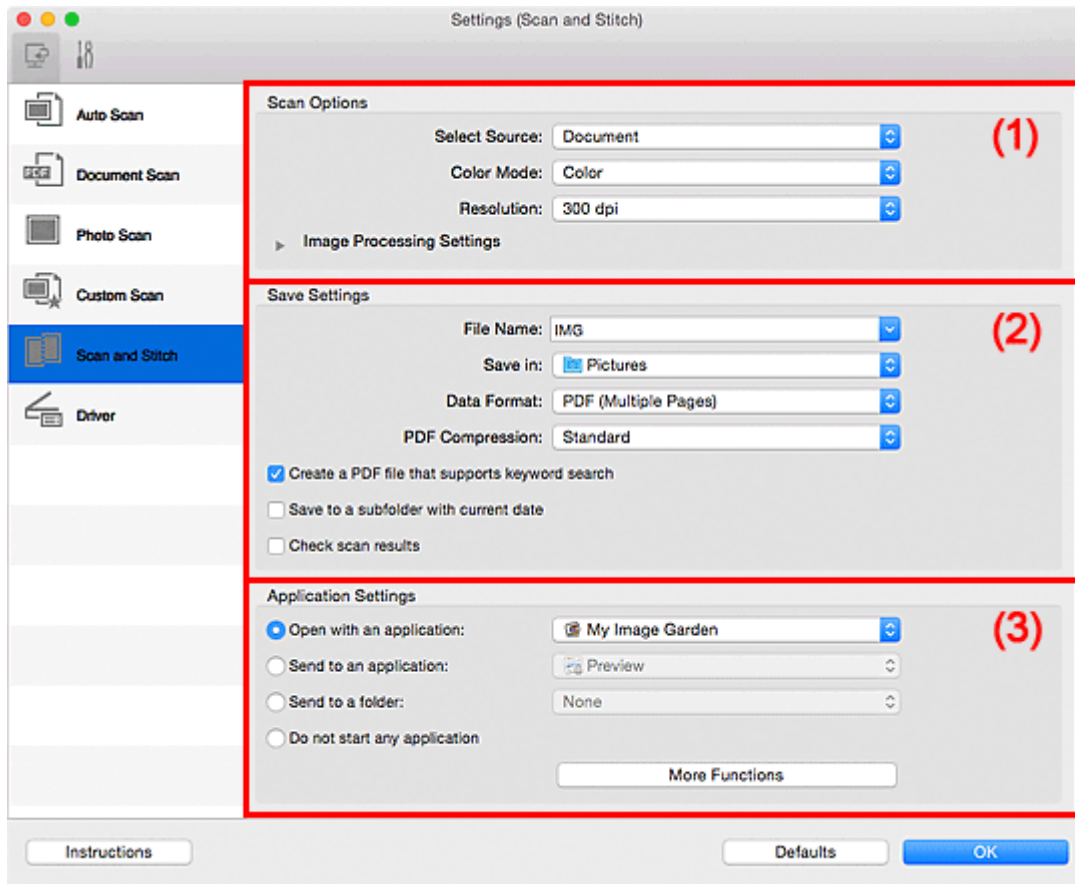 Settings (Scan and Stitch)
Auto Scan
PDF
Document Scan
Photo Scan
Custom Scan
Scan and Stitch
Driver
Scan Options
(1)
Select Source: Document
Color Mode: Color
Resolution: 300 dpi
Image Processing Settings
Save Settings
(2)
File Name: IMG
Save in: Pictures
Data Format: PDF (Multiple Pages)
PDF Compression: Standard
Create a PDF file that supports keyword search
Save to a subfolder with current date
Check scan results
Application Settings
(3)
Open with an application: My Image Garden
Send to an application: Preview
Send to a folder: None
Do not start any application
More Functions
Instructions
Defaults
OK